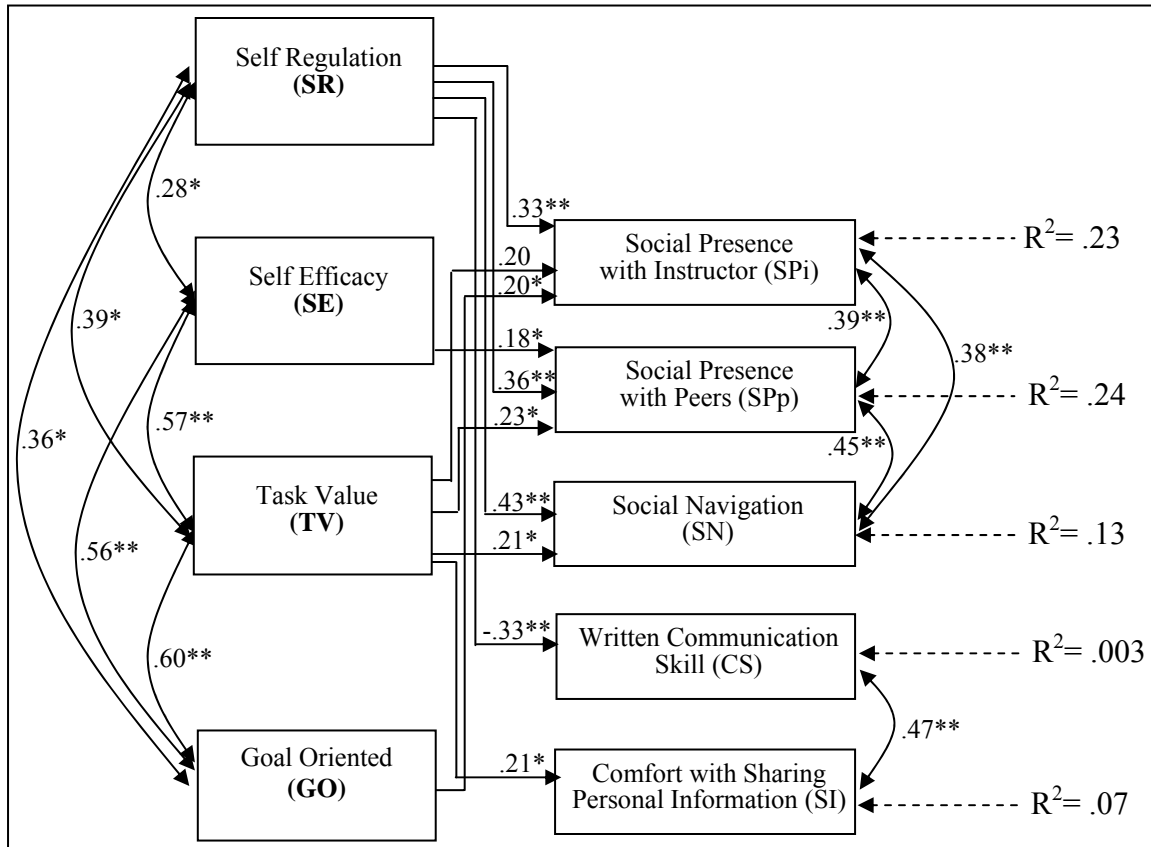 Self Regulation
(SR)
.28*
.33**
Self Efficacy
(SE)
.20
.20*
Social Presence
with Instructor (SPi)
R²= .23
.39*
.18*
.36**
.39**
.38**
Social Presence
with Peers (SPp)
R²= .24
.36*
.57**
.23*
.45**
Task Value
(TV)
.43**
.21*
Social Navigation
(SN)
R²= .13
.56**
.60**
-.33**
Written Communication
Skill (CS)
R²= .003
.47**
Goal Oriented
(GO)
.21*
Comfort with Sharing
Personal Information (SI)
R²= .07